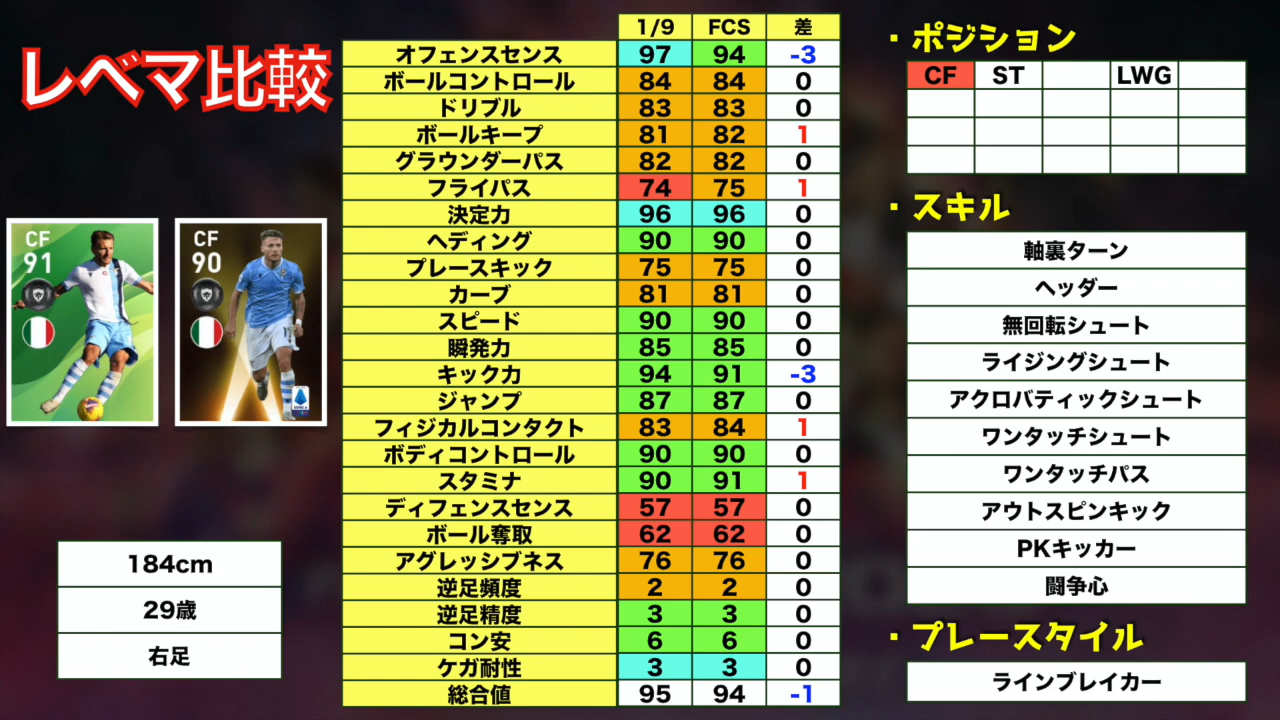 レベマ比較
CF
91
CF
90
SERIE A
184cm
29歳
右足
1/9 FCS 差
オフェンスセンス 97 94 -3
ボールコントロール 84 84 0
ドリブル 83 83 0
ボールキープ 81 82 1
グラウンダーパス 82 82 0
フライパス 74 75 1
決定力 96 96 0
ヘディング 90 90 0
プレースキック 75 75 0
カーブ 81 81 0
スピード 90 90 0
瞬発力 85 85 0
キック力 94 91 -3
ジャンプ 87 87 0
フィジカルコンタクト 83 84 1
ボディコントロール 90 90 0
スタミナ 90 91 1
ディフェンスセンス 57 57 0
ボール奪取 62 62 0
アグレッシブネス 76 76 0
逆足頻度 2 2 0
逆足精度 3 3 0
コン安 6 6 0
ケガ耐性 3 3 0
総合値 95 94 -1
・ポジション
CF ST LWG
・スキル
軸裏ターン
ヘッダー
無回転シュート
ライジングシュート
アクロバティックシュート
ワンタッチシュート
ワンタッチパス
アウトスピンキック
PKキッカー
闘争心
・プレースタイル
ラインブレイカー